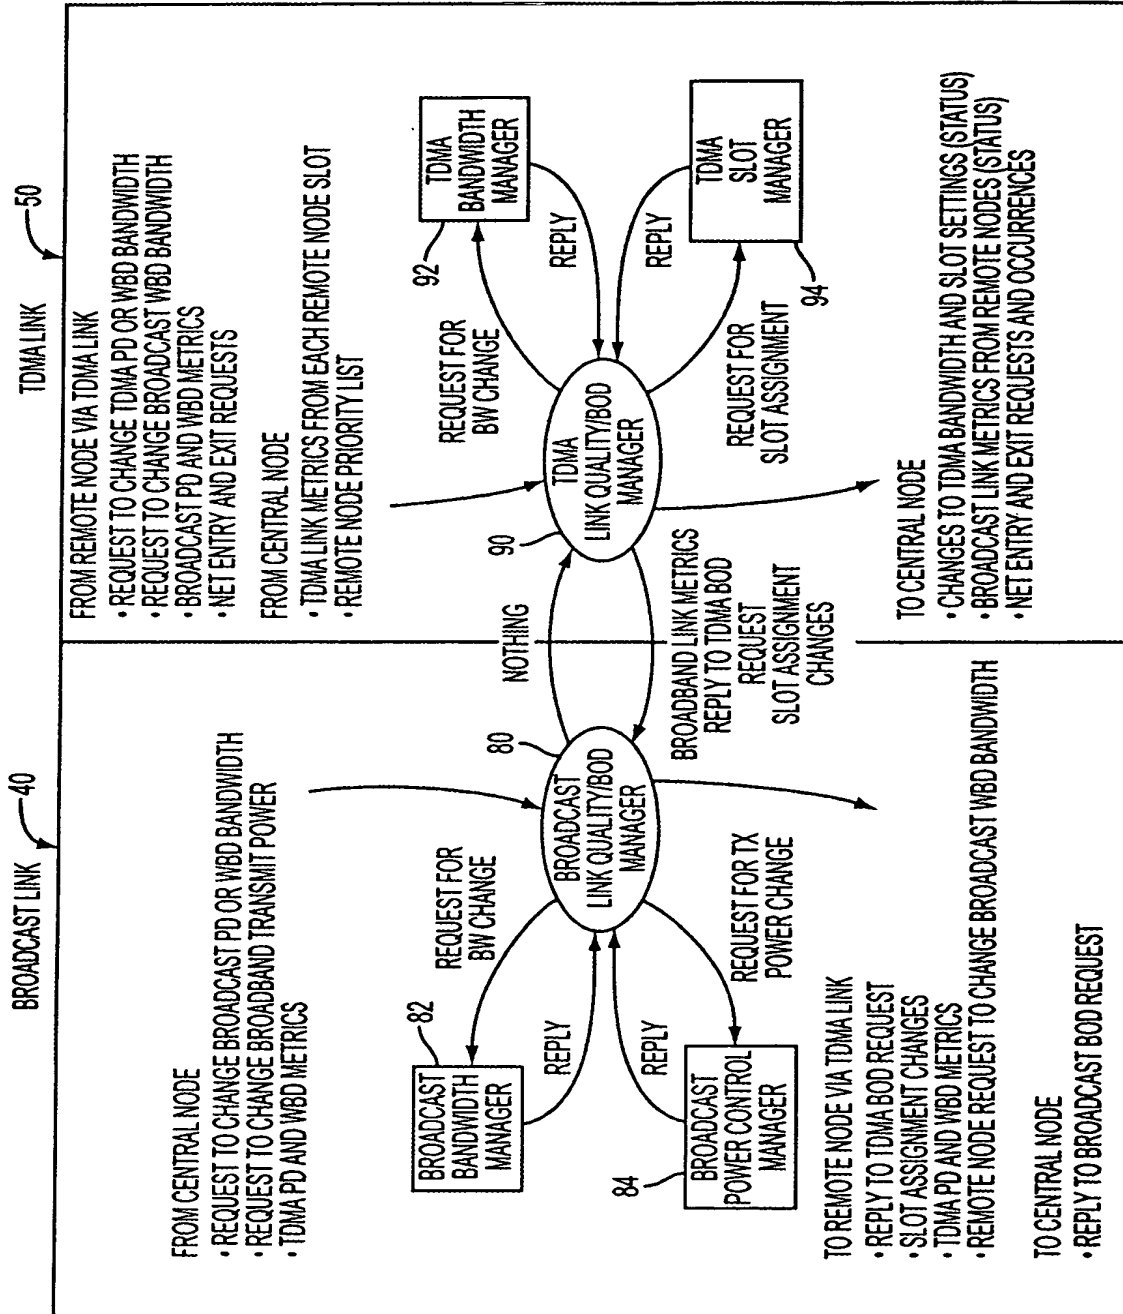 BROADCAST LINK
40
TDMA LINK
50
FROM CENTRAL NODE
• REQUEST TO CHANGE BROADCAST PD OR WBD BANDWIDTH
• REQUEST TO CHANGE BROADBAND TRANSMIT POWER
• TDMA PD AND WBD METRICS
BROADCAST
BANDWIDTH
MANAGER
82
REQUEST FOR
BW CHANGE
REPLY
BROADCAST
LINK QUALITY/BOD
MANAGER
80
REPLY
BROADCAST
POWER CONTROL
MANAGER
84
REQUEST FOR TX
POWER CHANGE
TO REMOTE NODE VIA TDMA LINK
• REPLY TO TDMA BOD REQUEST
• SLOT ASSIGNMENT CHANGES
• TDMA PD AND WBD METRICS
• REMOTE NODE REQUEST TO CHANGE BROADCAST WBD BANDWIDTH
TO CENTRAL NODE
• REPLY TO BROADCAST BOD REQUEST
NOTHING
BROADBAND LINK METRICS
REPLY TO TDMA BOD
REQUEST
SLOT ASSIGNMENT
CHANGES
FROM REMOTE NODE VIA TDMA LINK
• REQUEST TO CHANGE TDMA PD OR WBD BANDWIDTH
• REQUEST TO CHANGE BROADCAST WBD BANDWIDTH
• BROADCAST PD AND WBD METRICS
• NET ENTRY AND EXIT REQUESTS
FROM CENTRAL NODE
• TDMA LINK METRICS FROM EACH REMOTE NODE SLOT
• REMOTE NODE PRIORITY LIST
90
TDMA
LINK QUALITY/BOD
MANAGER
REQUEST FOR
BW CHANGE
92
TDMA
BANDWIDTH
MANAGER
REPLY
REPLY
REQUEST FOR
SLOT ASSIGNMENT
94
TDMA
SLOT
MANAGER
TO CENTRAL NODE
• CHANGES TO TDMA BANDWIDTH AND SLOT SETTINGS (STATUS)
• BROADCAST LINK METRICS FROM REMOTE NODES (STATUS)
• NET ENTRY AND EXIT REQUESTS AND OCCURRENCES